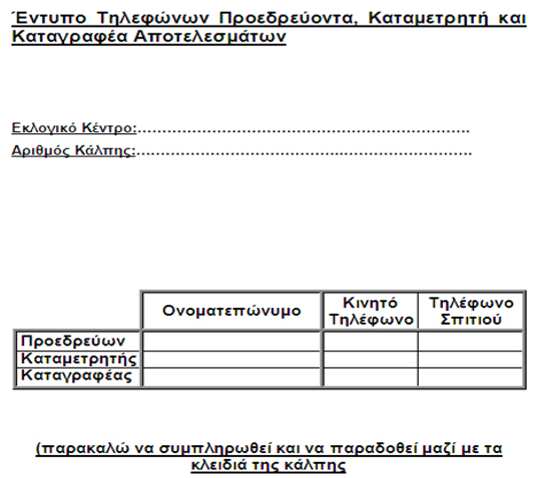 Έντυπο Τηλεφώνων Προεδρεύοντα, Καταμετρητή και
Καταγραφέα Αποτελεσμάτων
Εκλογικό Κέντρο:……………………………………………………………
Αριθμός Κάλπης:……………………………………..………………………
Ονοματεπώνυμο
Κινητό
Τηλέφωνο
Τηλέφωνο
Σπιτιού
Προεδρεύων
Καταμετρητής
Καταγραφέας
(παρακαλώ να συμπληρωθεί και να παραδοθεί μαζί με τα
κλειδιά της κάλπης